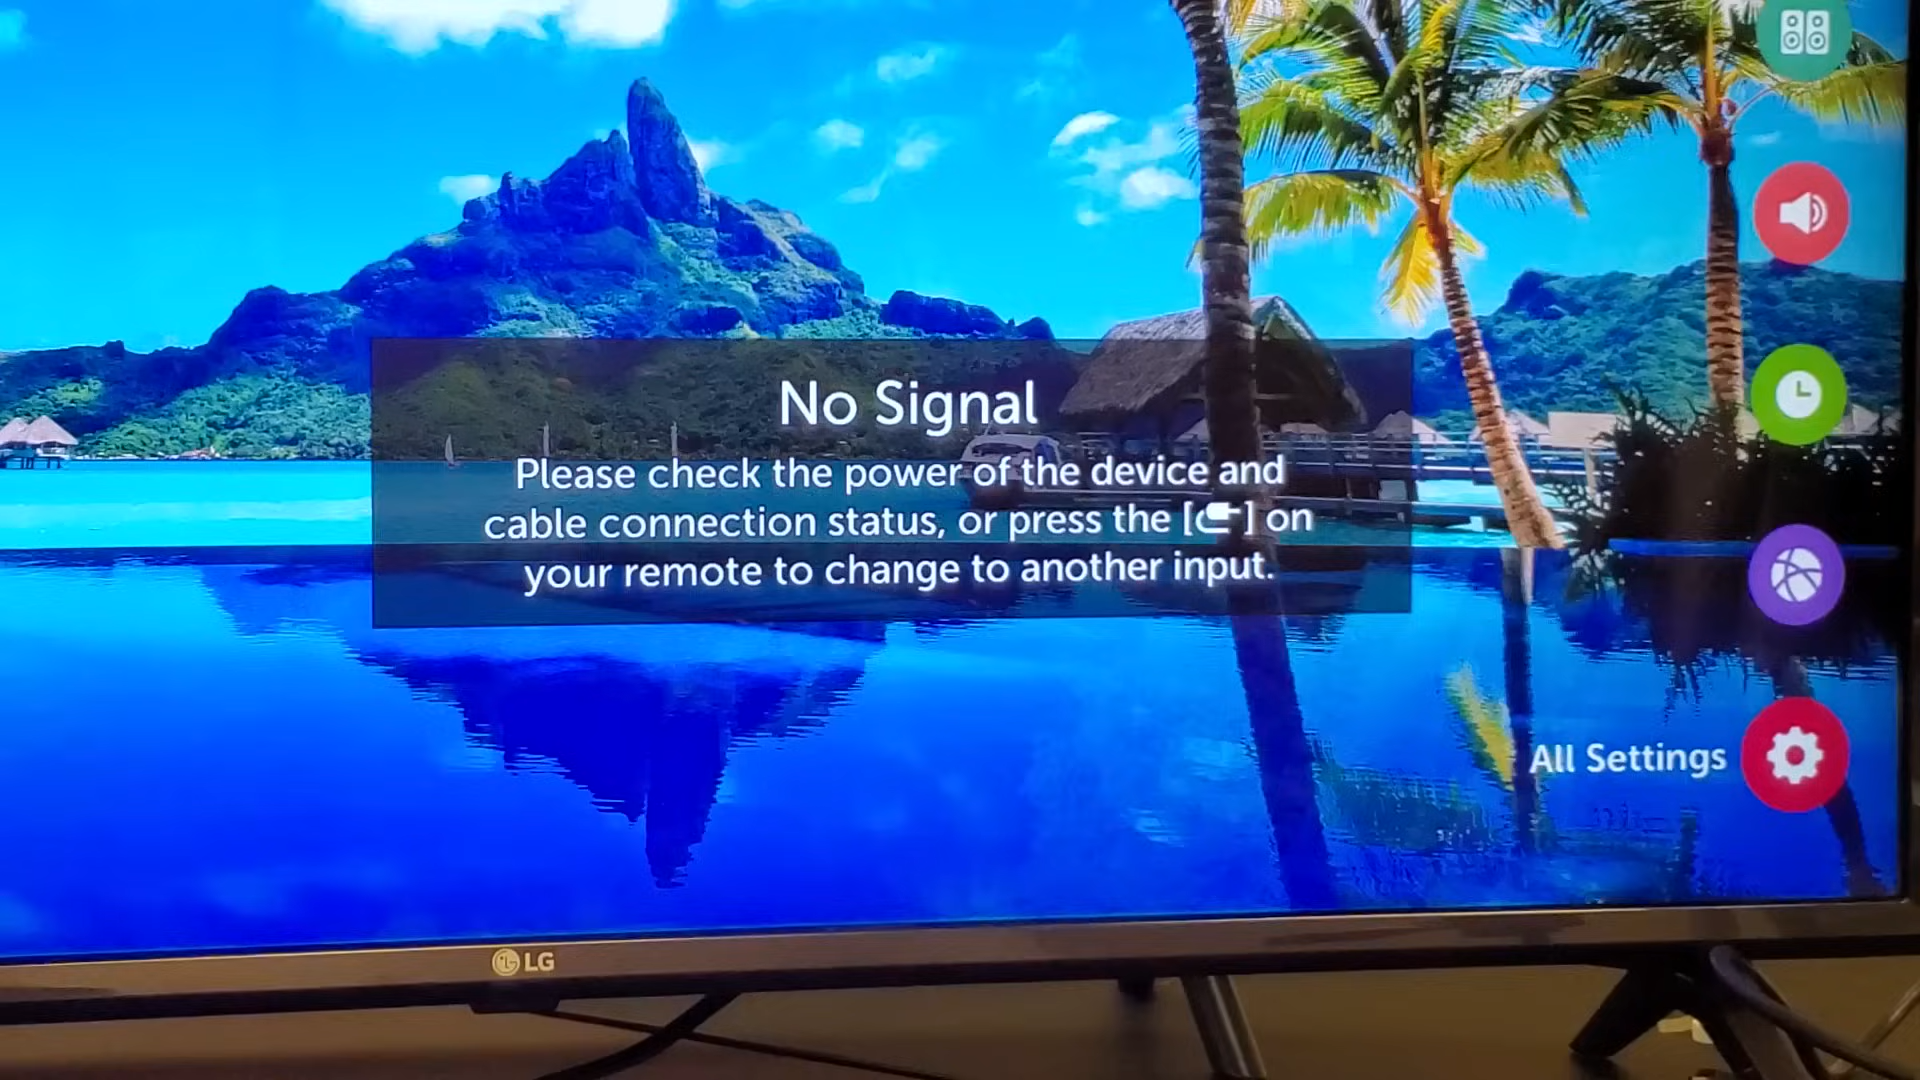 No Signal
Please check the power of the device and
cable connection status, or press the [] on
your remote to change to another input.
All Settings
LG